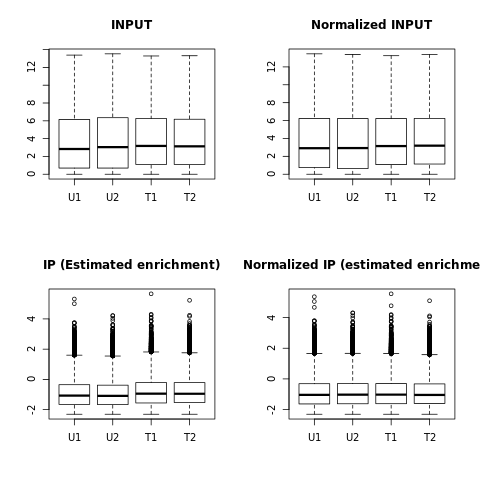 INPUT
12
8
6
4
2
0
U1 U2 T1 T2
Normalized INPUT
12
8
6
4
2
0
U1 U2 T1 T2
IP (Estimated enrichment)
4
2
0
-2
U1 U2 T1 T2
Normalized IP (estimated enrichme
4
2
0
-2
U1 U2 T1 T2